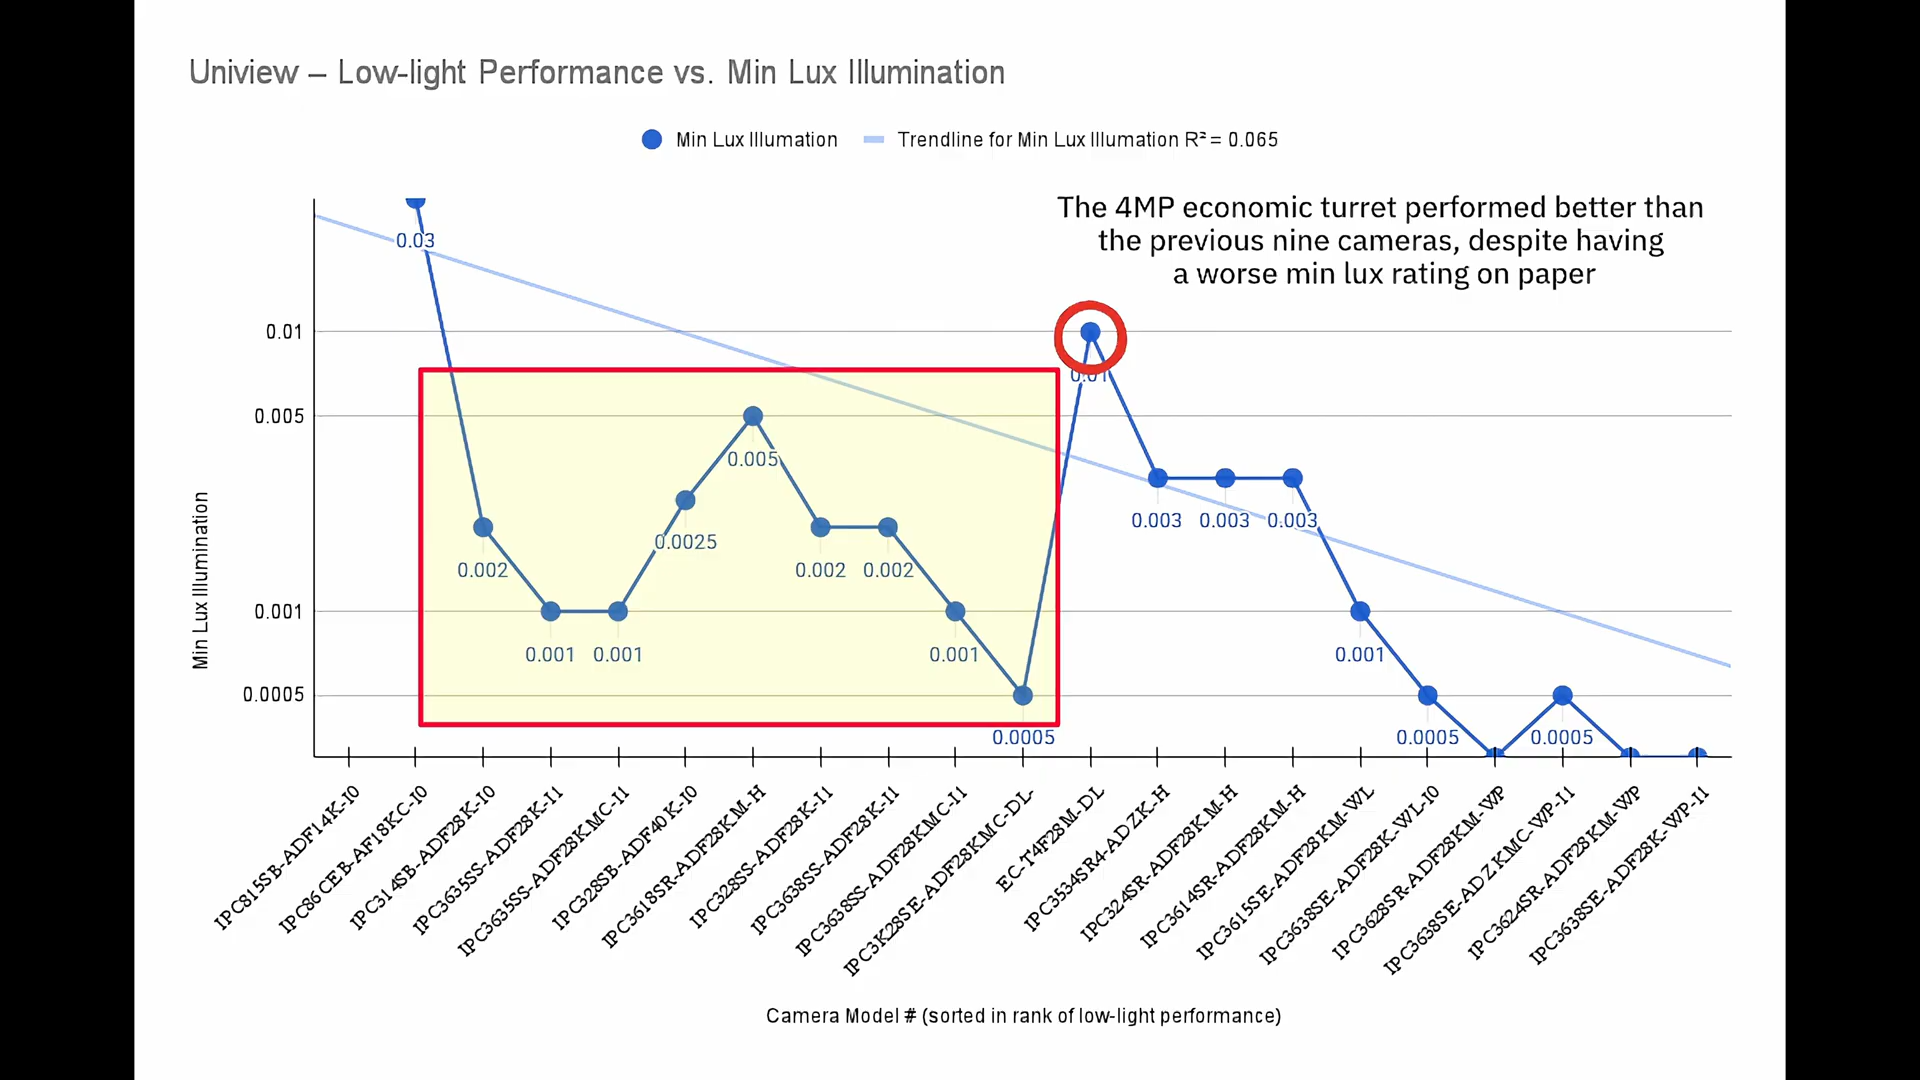 Uniview – Low-light Performance vs. Min Lux Illumination
Min Lux Illumation
Trendline for Min Lux Illumation R² = 0.065
The 4MP economic turret performed better than
the previous nine cameras, despite having
a worse min lux rating on paper
Min Lux Illumination
0.01
0.005
0.001
0.0005
0.03
0.002
0.001
0.001
0.0025
0.005
0.002
0.002
0.001
0.0005
0.01
0.003
0.003
0.003
0.001
0.0005
0.0005
IPC815SB-ADF14K-I0
IPC86CEB-AF18KC-I0
IPC314SB-ADF28K-I0
IPC3635SS-ADF28K-I1
IPC3635SS-ADF28KMC-I1
IPC328SB-ADF40K-I0
IPC3618SR-ADF28KM-H
IPC328SS-ADF28K-I1
IPC3638SS-ADF28K-I1
IPC3638SS-ADF28KMC-I1
IPC3K28SE-ADF28KMC-DL-
EC-T4F28M-DL
IPC3534SR4-ADZK-H
IPC324SR-ADF28KM-H
IPC3614SR-ADF28KM-H
IPC3615SE-ADF28KM-WL
IPC3638SE-ADF28K-WL-I0
IPC3628SR-ADF28KM-WP
IPC3638SE-ADZKMC-WP-I1
IPC3624SR-ADF28KM-WP
IPC3638SE-ADF28K-WP-I1
Camera Model # (sorted in rank of low-light performance)